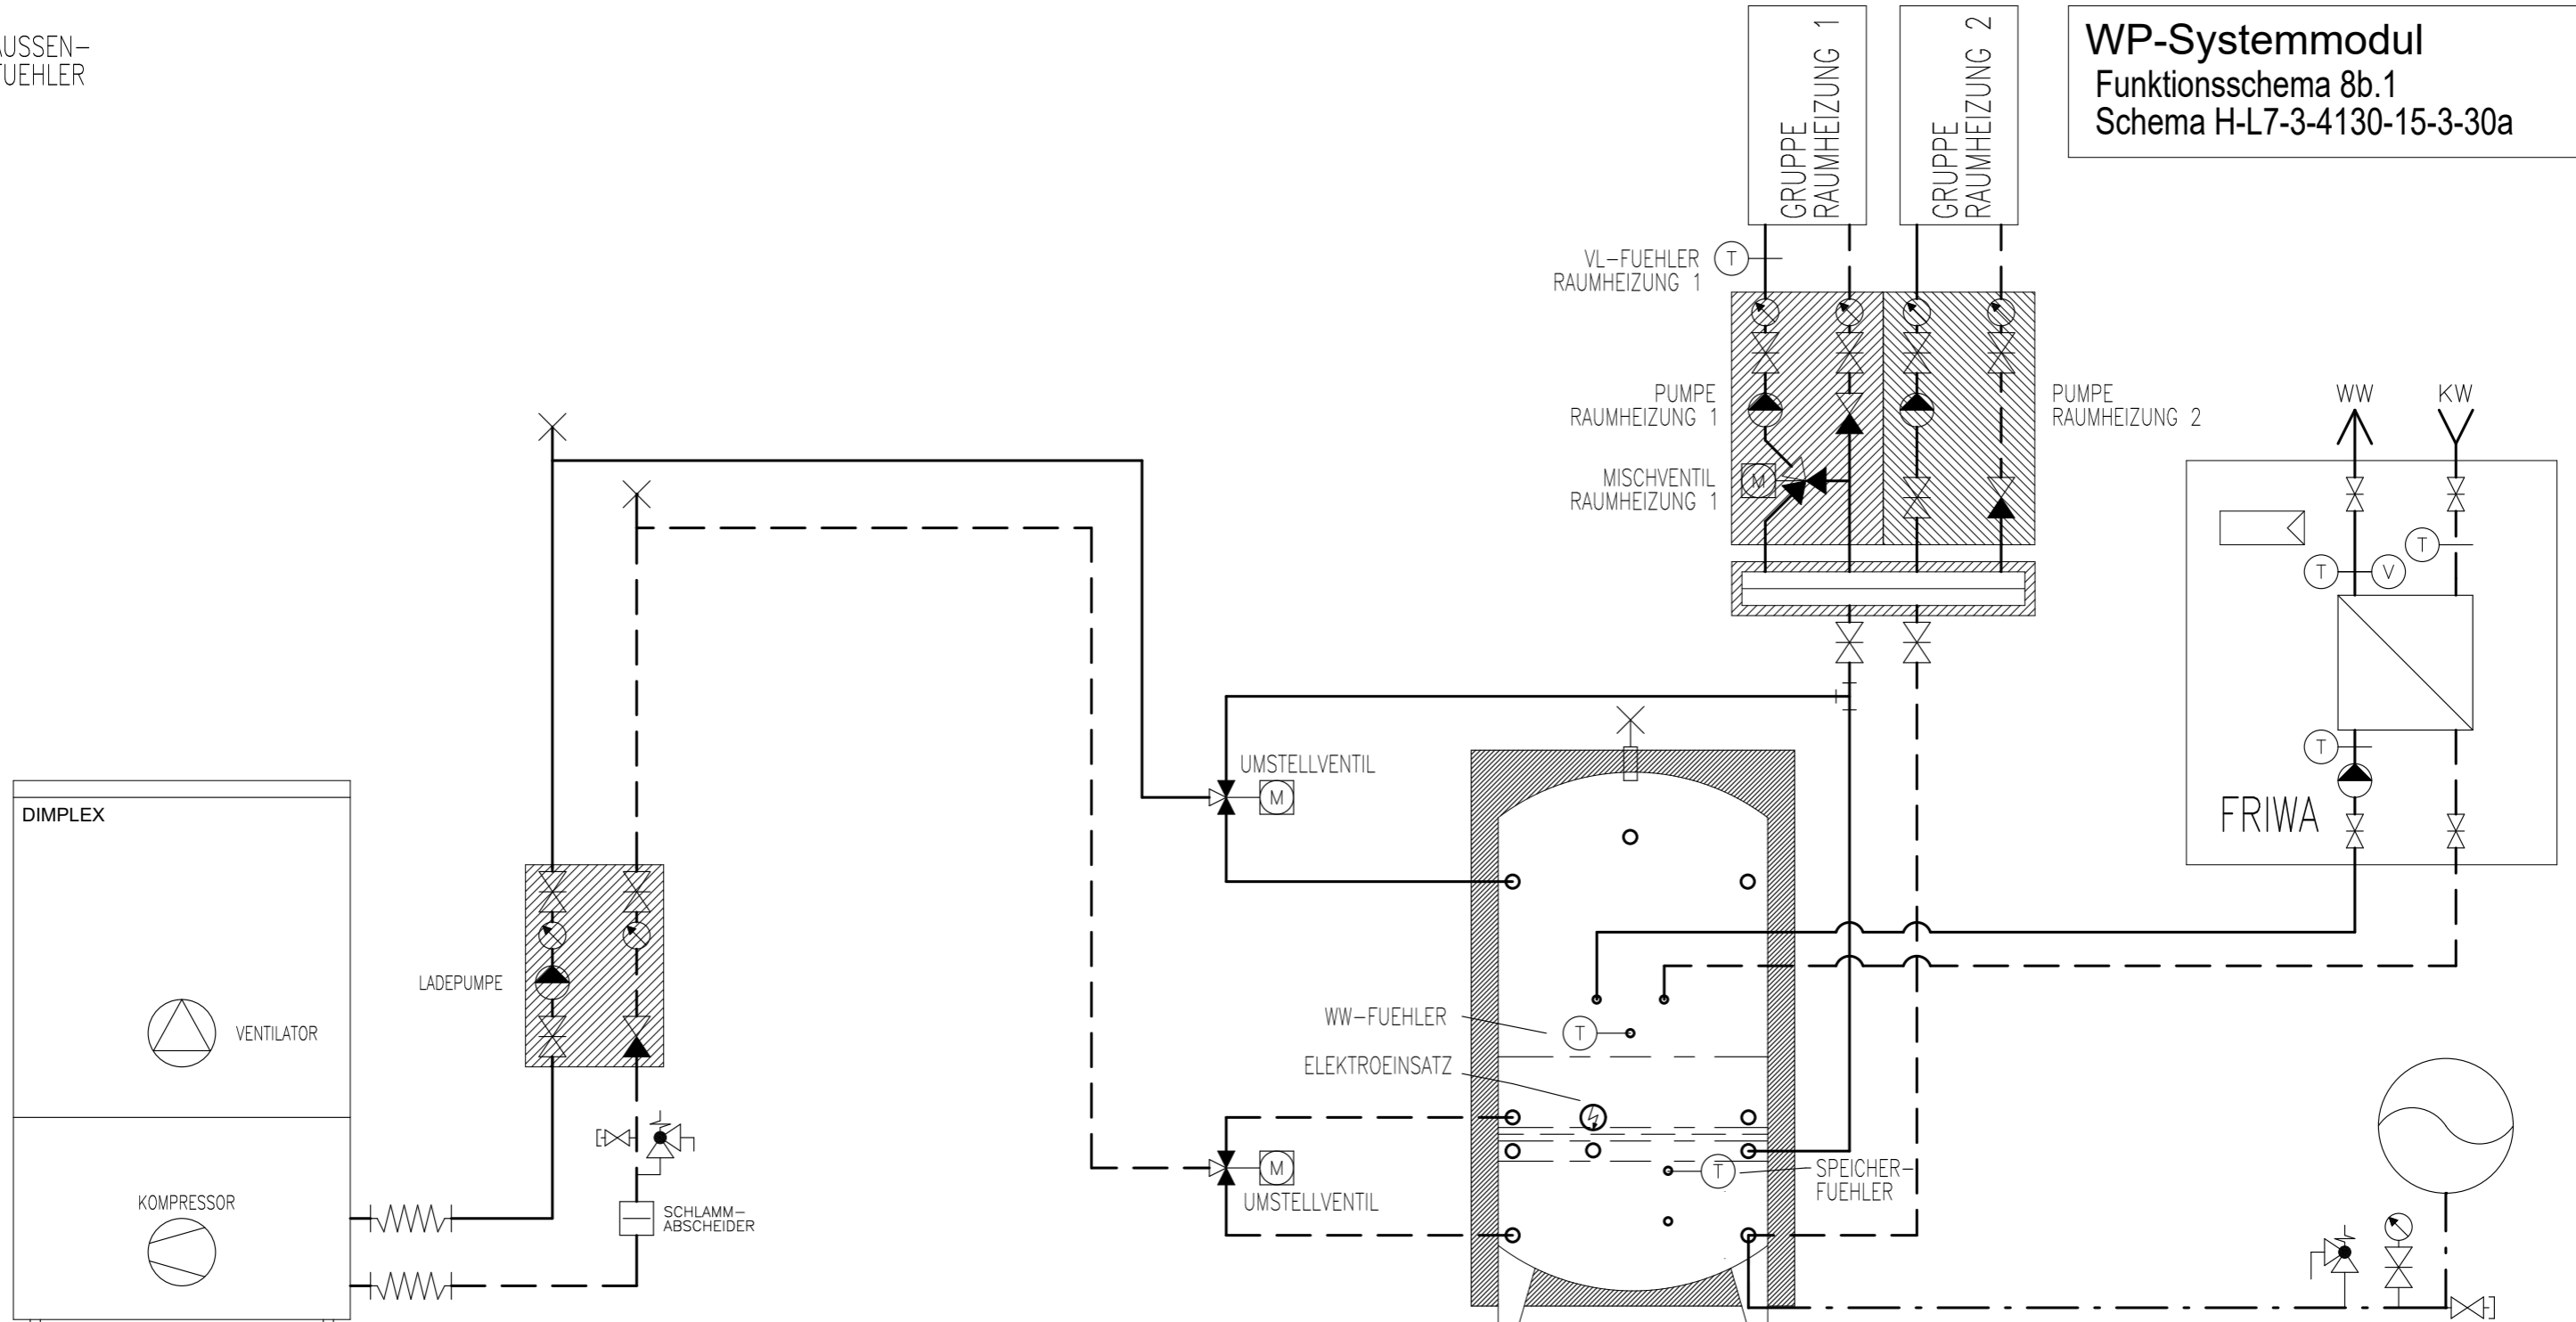 AUSSEN-
FUEHLER
WP-Systemmodul
Funktionsschema 8b.1
Schema H-L7-3-4130-15-3-30a
GRUPPE
RAUMHEIZUNG 1
GRUPPE
RAUMHEIZUNG 2
VL-FUEHLER
RAUMHEIZUNG 1
T
PUMPE
RAUMHEIZUNG 1
PUMPE
RAUMHEIZUNG 2
MISCHVENTIL
RAUMHEIZUNG 1
M
WW
KW
T
T
V
T
FRIWA
UMSTELLVENTIL
M
DIMPLEX
LADEPUMPE
VENTILATOR
WW-FUEHLER
T
ELEKTROEINSATZ
M
UMSTELLVENTIL
T
SPEICHER-
FUEHLER
KOMPRESSOR
SCHLAMM-
ABSCHEIDER